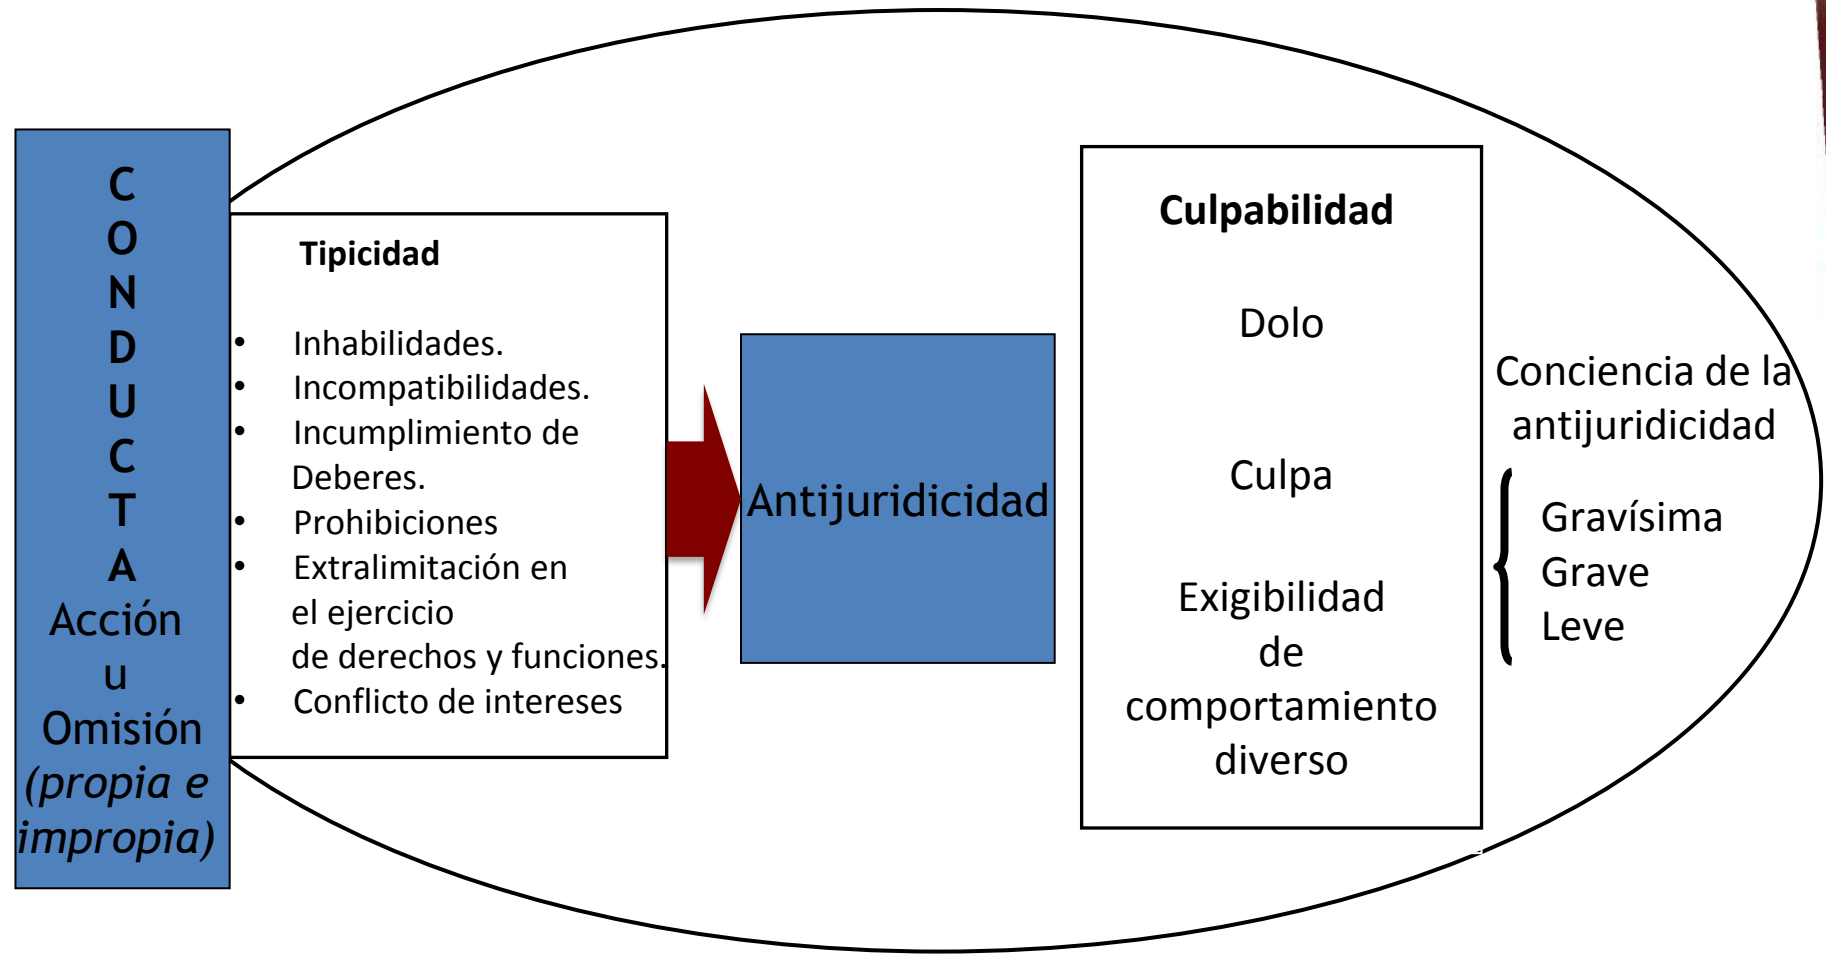 C
O
N
D
U
C
T
A
Acción
u
Omisión
(propia e
impropia)
Tipicidad
• Inhabilidades.
• Incompatibilidades.
• Incumplimiento de
Deberes.
• Prohibiciones
• Extralimitación en
el ejercicio
de derechos y funciones.
• Conflicto de intereses
Antijuridicidad
Culpabilidad
Dolo
Culpa
Exigibilidad
de
comportamiento
diverso
Conciencia de la
antijuridicidad
Gravísima
Grave
Leve